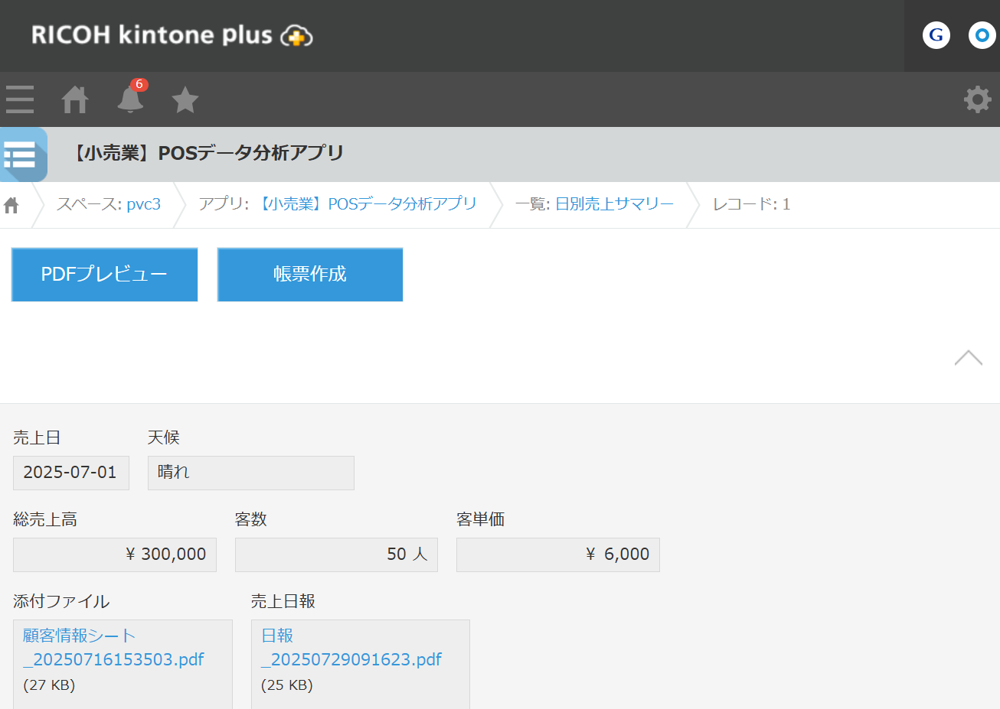 RICOH kintone plus
G
6
【小売業】POSデータ分析アプリ
スペース: pvc3
アプリ: 【小売業】POSデータ分析アプリ
一覧: 日別売上サマリー
レコード: 1
PDFプレビュー
帳票作成
売上日
天候
2025-07-01
晴れ
総売上高
客数
客単価
¥ 300,000
50 人
¥ 6,000
添付ファイル
売上日報
顧客情報シート
_20250716153503.pdf
(27 KB)
日報
_20250729091623.pdf
(25 KB)